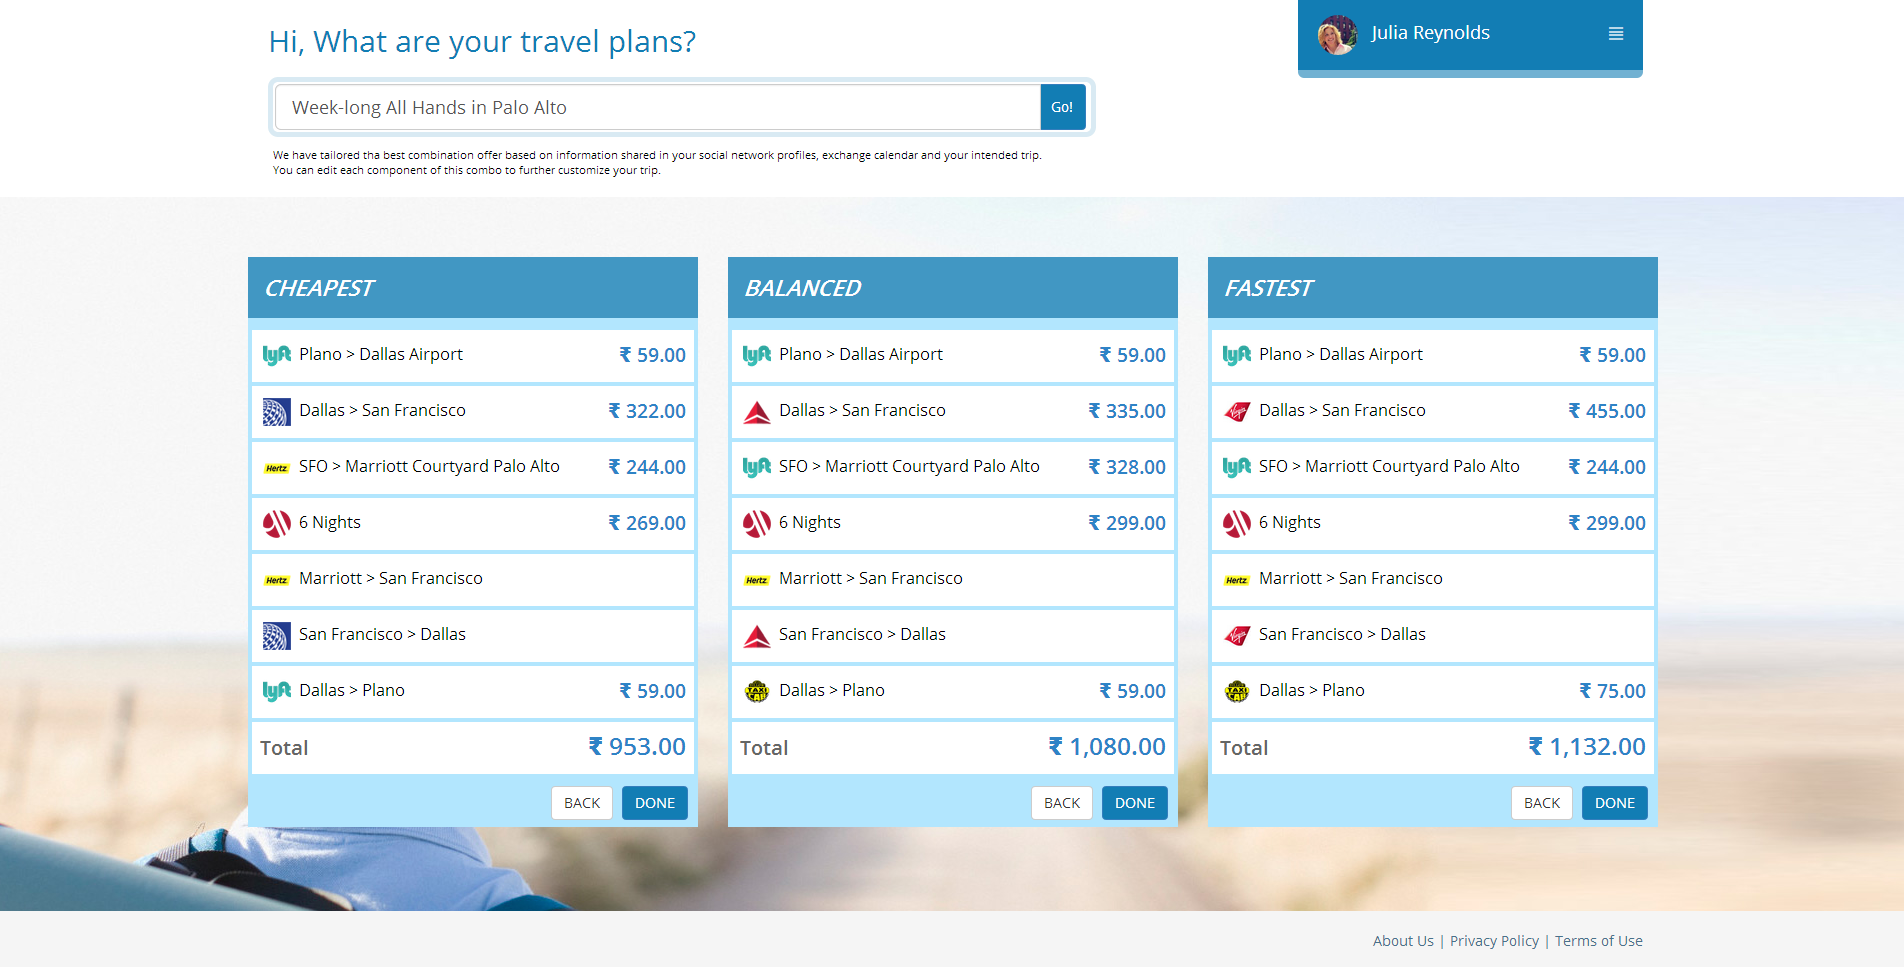 Hi, What are your travel plans?
Julia Reynolds
Week-long All Hands in Palo Alto
Go!
We have tailored tha best combination offer based on information shared in your social network profiles, exchange calendar and your intended trip.
You can edit each component of this combo to further customize your trip.
CHEAPEST
lyft Plano > Dallas Airport ₹ 59.00
Dallas > San Francisco ₹ 322.00
Hertz SFO > Marriott Courtyard Palo Alto ₹ 244.00
6 Nights ₹ 269.00
Hertz Marriott > San Francisco
San Francisco > Dallas
lyft Dallas > Plano ₹ 59.00
Total ₹ 953.00
BACK DONE
BALANCED
lyft Plano > Dallas Airport ₹ 59.00
Dallas > San Francisco ₹ 335.00
lyft SFO > Marriott Courtyard Palo Alto ₹ 328.00
6 Nights ₹ 299.00
Hertz Marriott > San Francisco
San Francisco > Dallas
TAXI CAB Dallas > Plano ₹ 59.00
Total ₹ 1,080.00
BACK DONE
FASTEST
lyft Plano > Dallas Airport ₹ 59.00
Virgin Dallas > San Francisco ₹ 455.00
lyft SFO > Marriott Courtyard Palo Alto ₹ 244.00
6 Nights ₹ 299.00
Hertz Marriott > San Francisco
Virgin San Francisco > Dallas
TAXI CAB Dallas > Plano ₹ 75.00
Total ₹ 1,132.00
BACK DONE
About Us | Privacy Policy | Terms of Use